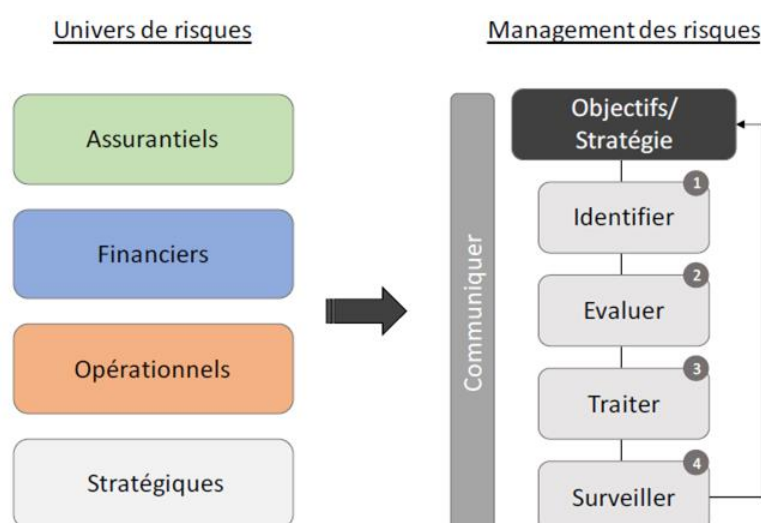 Univers de risques
Assurantiels
Financiers
Opérationnels
Stratégiques
Management des risques
Communiquer
Objectifs/
Stratégie
1
Identifier
2
Evaluer
3
Traiter
4
Surveiller